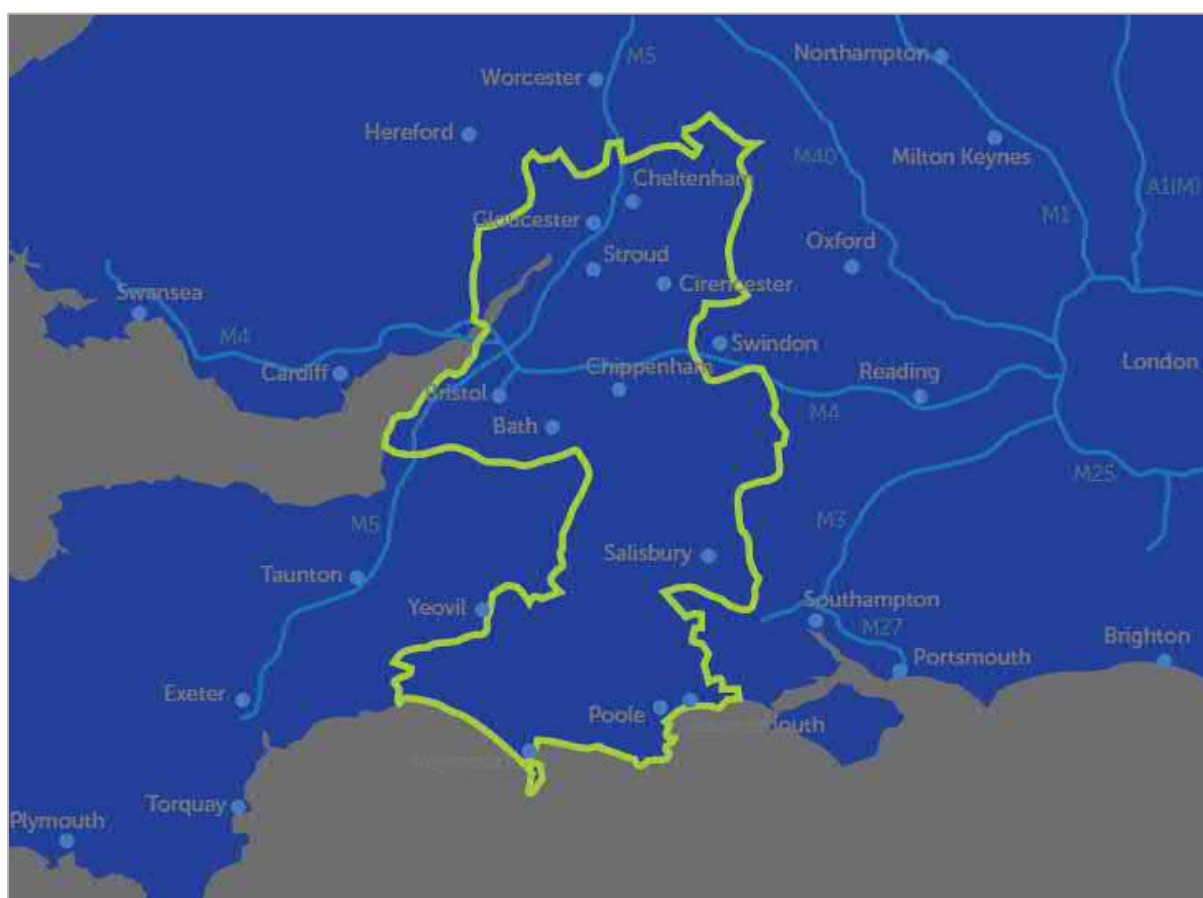 M5
Northampton
Worcester
Hereford
M40
Milton Keynes
Cheltenham
A1(M)
Gloucester
M1
Stroud
Oxford
Cirencester
Swansea
M4
Swindon
London
Chippenham
Reading
Cardiff
Bristol
M4
Bath
M25
M5
M3
Salisbury
Taunton
Southampton
Yeovil
M27
Brighton
Portsmouth
Exeter
Poole
Torquay
Plymouth